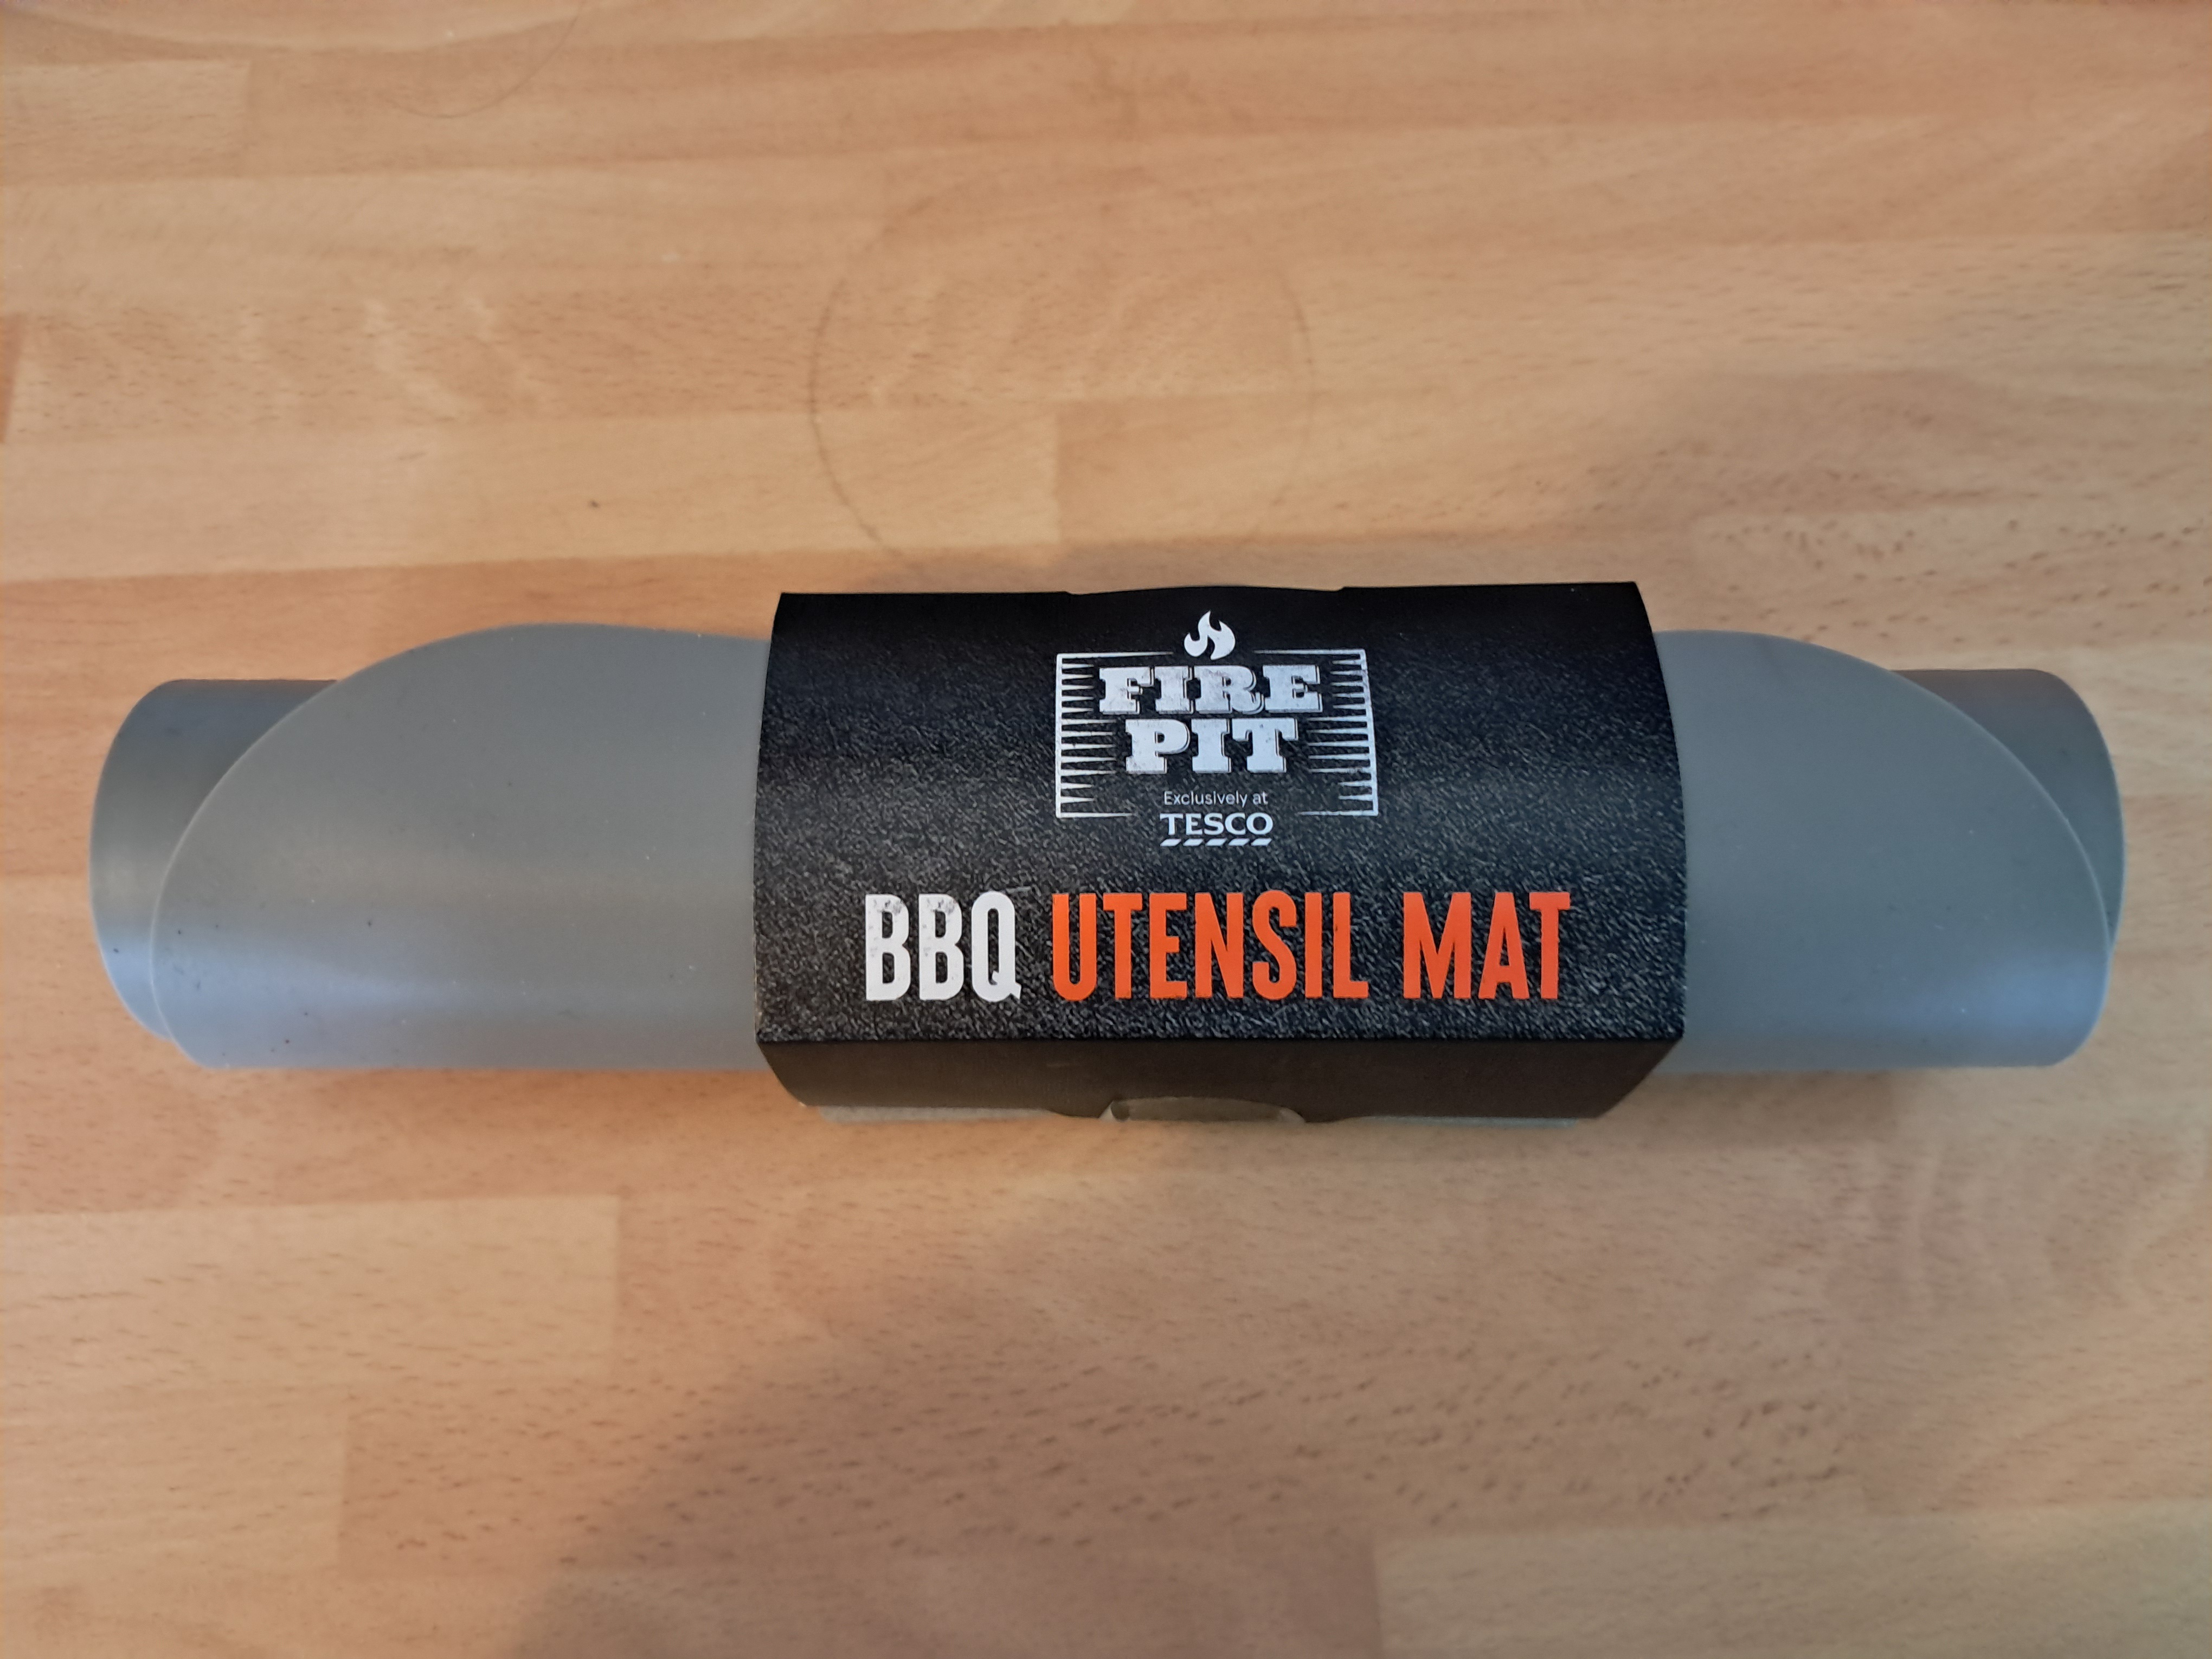 FIRE
PIT
Exclusively at
TESCO
BBQ UTENSIL MAT